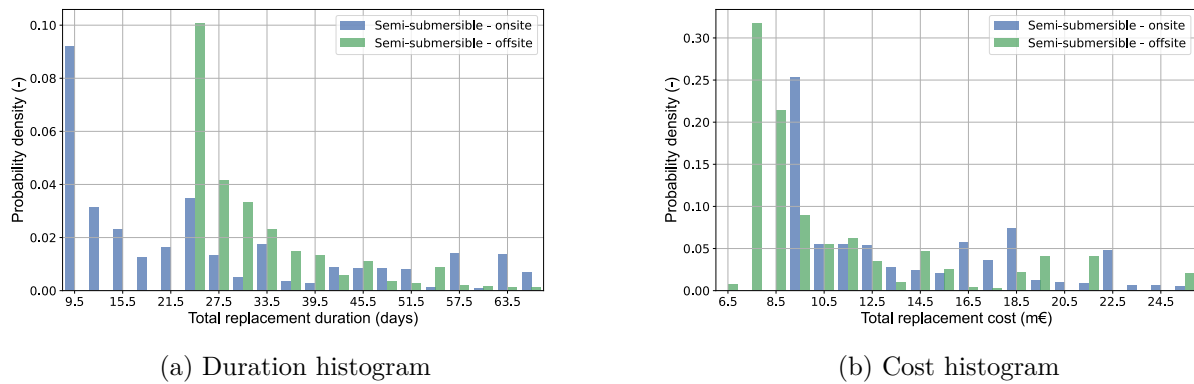 Semi-submersible - onsite
Semi-submersible - offsite
Probability density (-)
0.10
0.08
0.06
0.04
0.02
0.00
9.5 15.5 21.5 27.5 33.5 39.5 45.5 51.5 57.5 63.5
Total replacement duration (days)
(a) Duration histogram
Semi-submersible - onsite
Semi-submersible - offsite
Probability density (-)
0.30
0.25
0.20
0.15
0.10
0.05
0.00
6.5 8.5 10.5 12.5 14.5 16.5 18.5 20.5 22.5 24.5
Total replacement cost (m€)
(b) Cost histogram